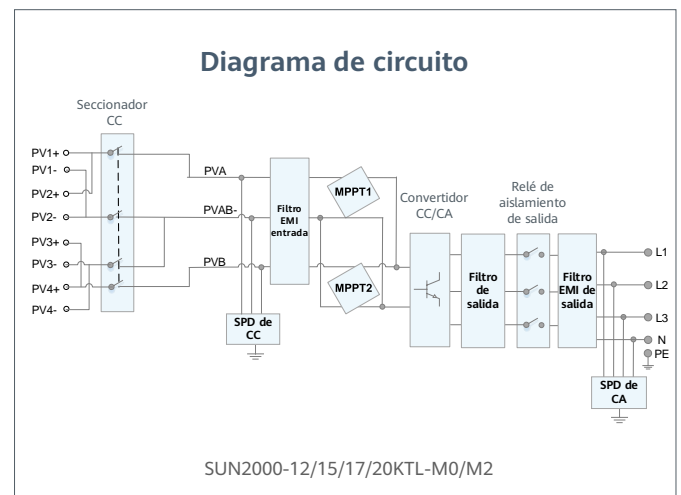 Diagrama de circuito
Seccionador
CC
PV1+
PV1-
PV2+
PV2-
PV3+
PV3-
PV4+
PV4-
PVA
PVAB-
PVB
SPD de
CC
Filtro
EMI
entrada
MPPT1
MPPT2
Convertidor
CC/CA
Filtro
de
salida
Relé de
aislamiento
de salida
Filtro
EMI de
salida
L1
L2
L3
N
PE
SPD de
CA
SUN2000-12/15/17/20KTL-M0/M2